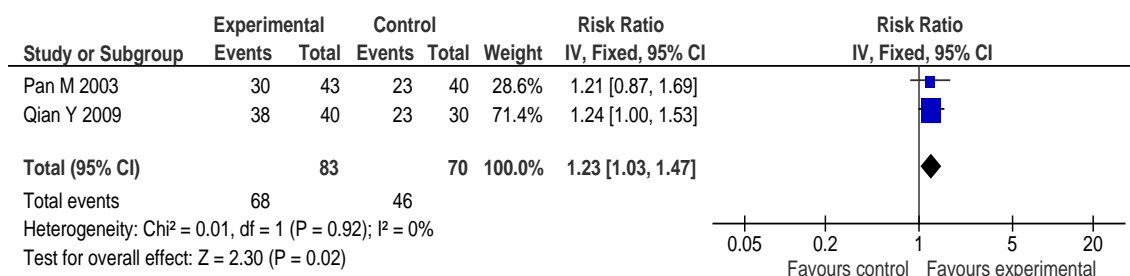 Experimental Control Risk Ratio Risk Ratio
Study or Subgroup Events Total Events Total Weight IV, Fixed, 95% CI IV, Fixed, 95% CI
Pan M 2003 30 43 23 40 28.6% 1.21 [0.87, 1.69]
Qian Y 2009 38 40 23 30 71.4% 1.24 [1.00, 1.53]
Total (95% CI) 83 70 100.0% 1.23 [1.03, 1.47]
Total events 68 46
Heterogeneity: Chi² = 0.01, df = 1 (P = 0.92); I² = 0%
Test for overall effect: Z = 2.30 (P = 0.02)
0.05 0.2 1 5 20
Favours control Favours experimental